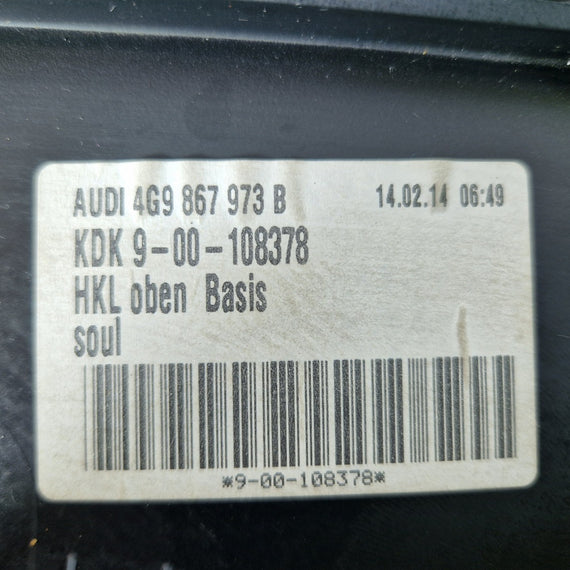 AUDI 4G9 867 973 B 14.02.14 06:49
KDK 9-00-108378
HKL oben Basis
soul
*9-00-108378*